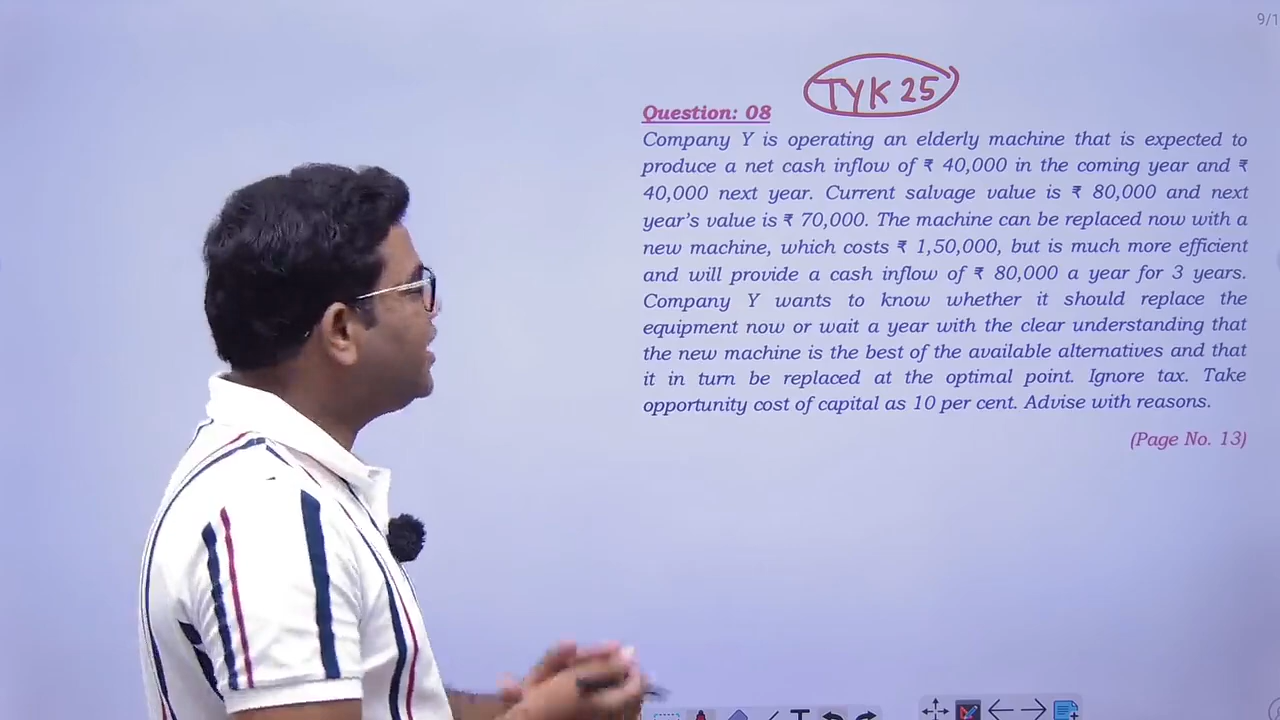 9/1
TYK 25
Question: 08
Company Y is operating an elderly machine that is expected to
produce a net cash inflow of ₹ 40,000 in the coming year and ₹
40,000 next year. Current salvage value is ₹ 80,000 and next
year's value is ₹ 70,000. The machine can be replaced now with a
new machine, which costs ₹ 1,50,000, but is much more efficient
and will provide a cash inflow of ₹ 80,000 a year for 3 years.
Company Y wants to know whether it should replace the
equipment now or wait a year with the clear understanding that
the new machine is the best of the available alternatives and that
it in turn be replaced at the optimal point. Ignore tax. Take
opportunity cost of capital as 10 per cent. Advise with reasons.
(Page No. 13)